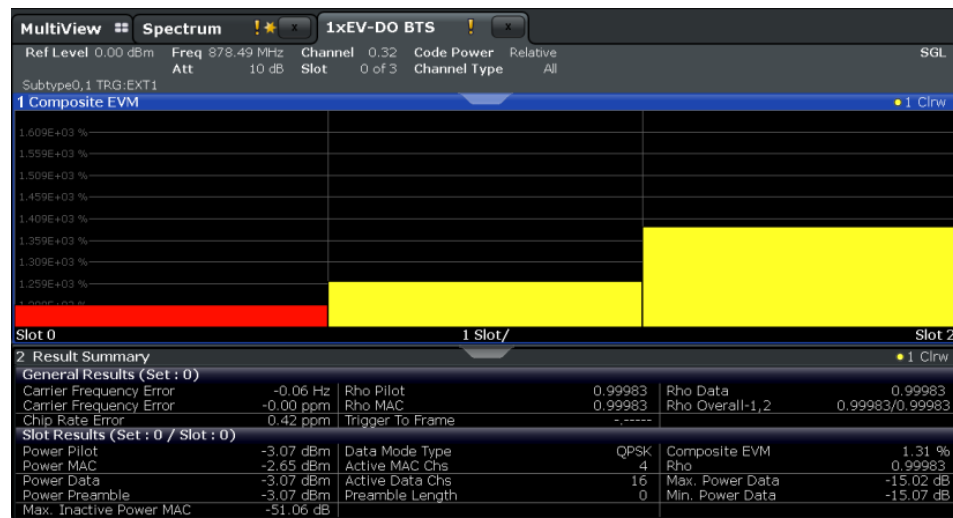 MultiView Spectrum ! x 1xEV-DO BTS ! x
Ref Level 0.00 dBm Freq 878.49 MHz Channel 0.32 Code Power Relative SGL
Att 10 dB Slot 0 of 3 Channel Type All
Subtype0,1 TRG:EXT1
1 Composite EVM 1 Clrw
1.609E+03 %
1.559E+03 %
1.509E+03 %
1.459E+03 %
1.409E+03 %
1.359E+03 %
1.309E+03 %
1.259E+03 %
Slot 0 1 Slot/ Slot 2
2 Result Summary 1 Clrw
General Results (Set : 0)
Carrier Frequency Error -0.06 Hz Rho Pilot 0.99983 Rho Data 0.99983
Carrier Frequency Error -0.00 ppm Rho MAC 0.99983 Rho Overall-1,2 0.99983/0.99983
Chip Rate Error 0.42 ppm Trigger To Frame -.-----
Slot Results (Set : 0 / Slot : 0)
Power Pilot -3.07 dBm Data Mode Type QPSK Composite EVM 1.31 %
Power MAC -2.65 dBm Active MAC Chs 4 Rho 0.99983
Power Data -3.07 dBm Active Data Chs 16 Max. Power Data -15.02 dB
Power Preamble -3.07 dBm Preamble Length 0 Min. Power Data -15.07 dB
Max. Inactive Power MAC -51.06 dB